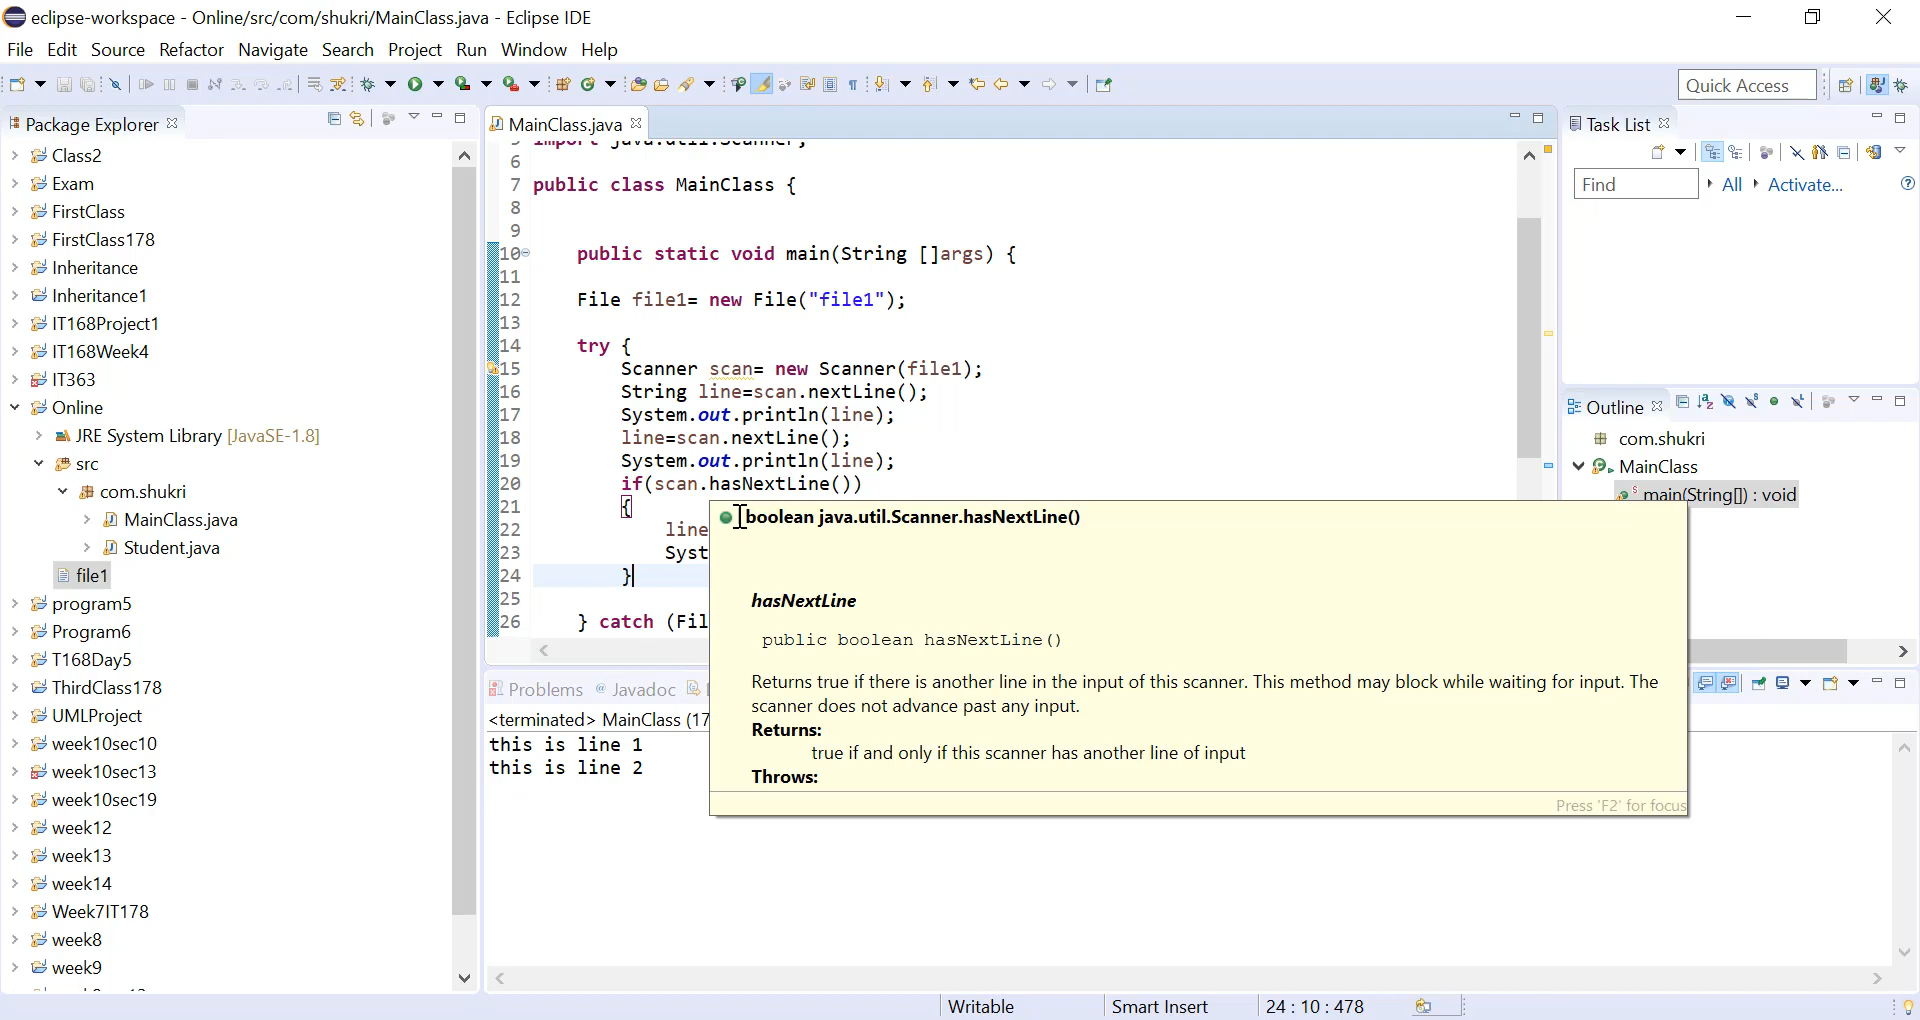 eclipse-workspace - Online/src/com/shukri/MainClass.java - Eclipse IDE
File Edit Source Refactor Navigate Search Project Run Window Help
Quick Access
Package Explorer
Class2
Exam
FirstClass
FirstClass178
Inheritance
Inheritance1
IT168Project1
IT168Week4
IT363
Online
JRE System Library [JavaSE-1.8]
src
com.shukri
MainClass.java
Student.java
file1
program5
Program6
T168Day5
ThirdClass178
UMLProject
week10sec10
week10sec13
week10sec19
week12
week13
week14
Week7IT178
week8
week9
MainClass.java
import java.util.Scanner;
6
7 public class MainClass {
8
9
10 public static void main(String []args) {
11
12 File file1= new File("file1");
13
14 try {
15 Scanner scan= new Scanner(file1);
16 String line=scan.nextLine();
17 System.out.println(line);
18 line=scan.nextLine();
19 System.out.println(line);
20 if(scan.hasNextLine())
21 {
22 line
23 Syst
24 }
25
26 } catch (Fil
boolean java.util.Scanner.hasNextLine()
hasNextLine
public boolean hasNextLine()
Returns true if there is another line in the input of this scanner. This method may block while waiting for input. The
scanner does not advance past any input.
Returns:
true if and only if this scanner has another line of input
Throws:
Press 'F2' for focus
Problems @ Javadoc
<terminated> MainClass (17
this is line 1
this is line 2
Task List
Find All Activate...
Outline
com.shukri
MainClass
main(String[]) : void
Writable Smart Insert 24 : 10 : 478